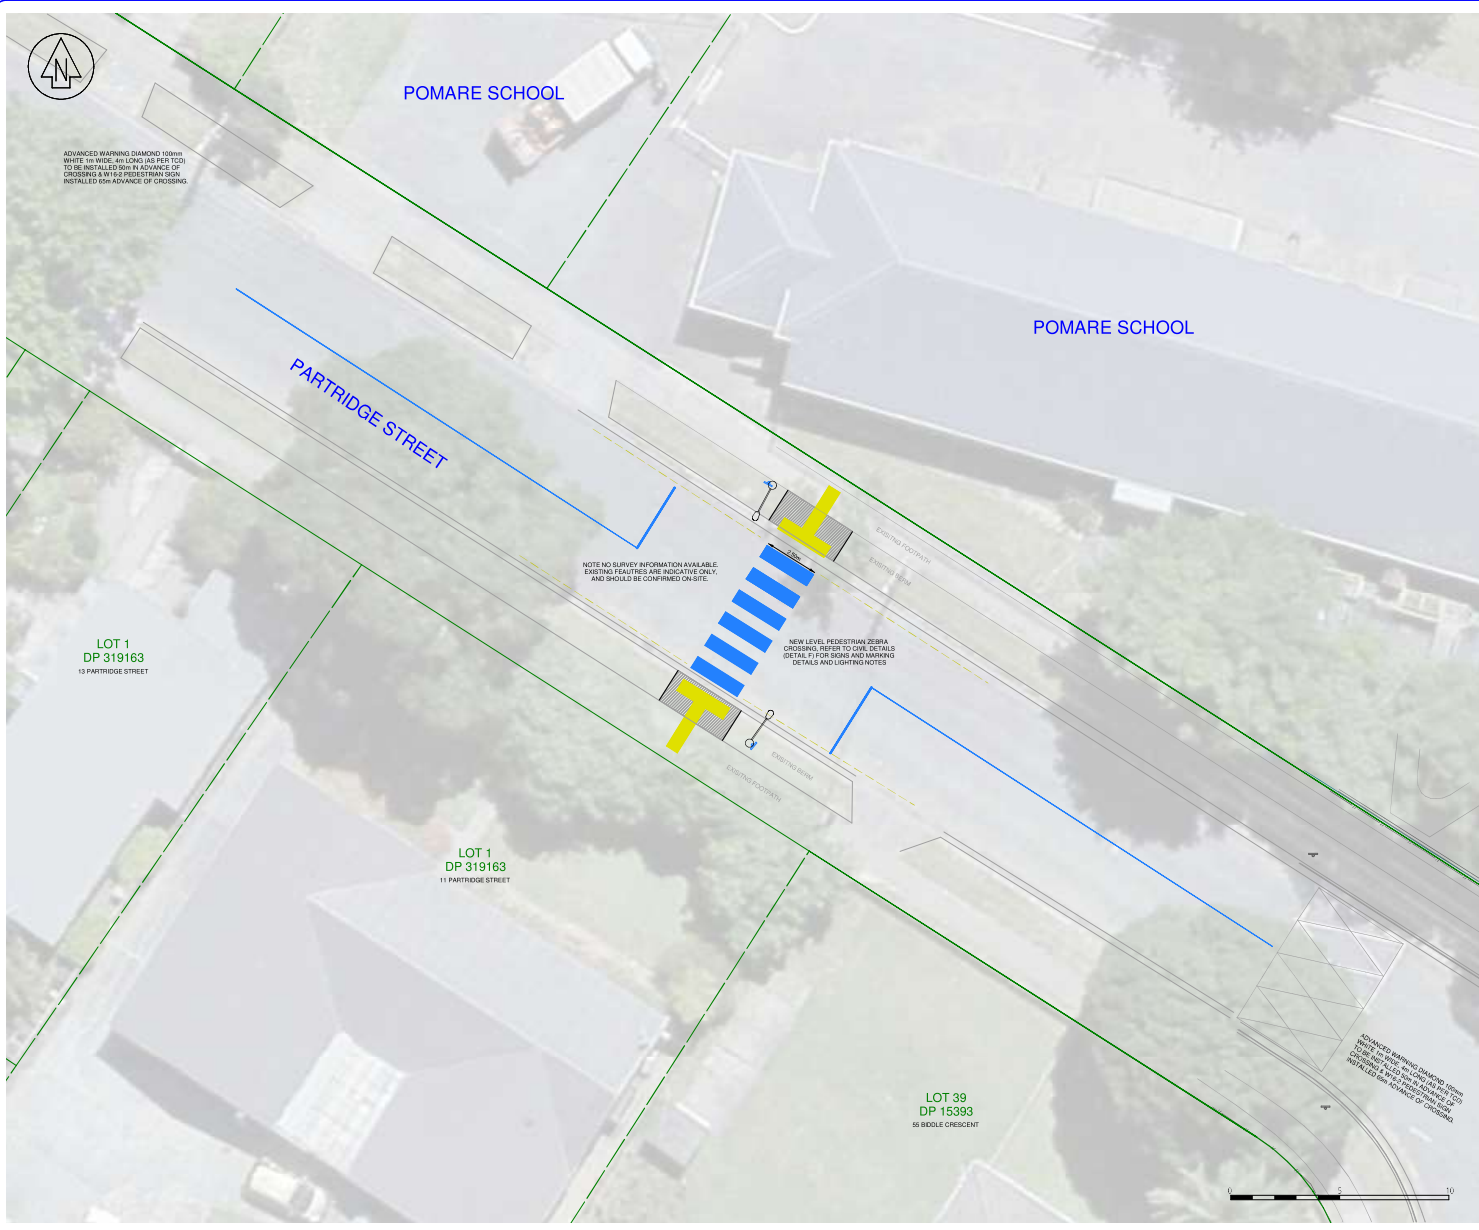 N
POMARE SCHOOL
ADVANCED WARNING DIAMOND 100mm
WHITE 1m WIDE, 4m LONG (AS PER TCD)
TO BE INSTALLED 50m IN ADVANCE OF
CROSSING & W16-2 PEDESTRIAN SIGN
INSTALLED 65m ADVANCE OF CROSSING.
POMARE SCHOOL
PARTRIDGE STREET
EXISITNG FOOTPATH
EXISITNG BERM
2.50m
NOTE NO SURVEY INFORMATION AVAILABLE.
EXISTING FEAUTRES ARE INDICATIVE ONLY,
AND SHOULD BE CONFIRMED ON-SITE.
NEW LEVEL PEDESTRIAN ZEBRA
CROSSING, REFER TO CIVIL DETAILS
(DETAIL F) FOR SIGNS AND MARKING
DETAILS AND LIGHTING NOTES
LOT 1
DP 319163
13 PARTRIDGE STREET
EXISITNG BERM
EXISITNG FOOTPATH
LOT 1
DP 319163
11 PARTRIDGE STREET
ADVANCED WARNING DIAMOND 100mm
WHITE 1m WIDE, 4m LONG (AS PER TCD)
TO BE INSTALLED 50m IN ADVANCE OF
CROSSING & W16-2 PEDESTRIAN SIGN
INSTALLED 65m ADVANCE OF CROSSING.
LOT 39
DP 15393
55 BIDDLE CRESCENT
0 5 10